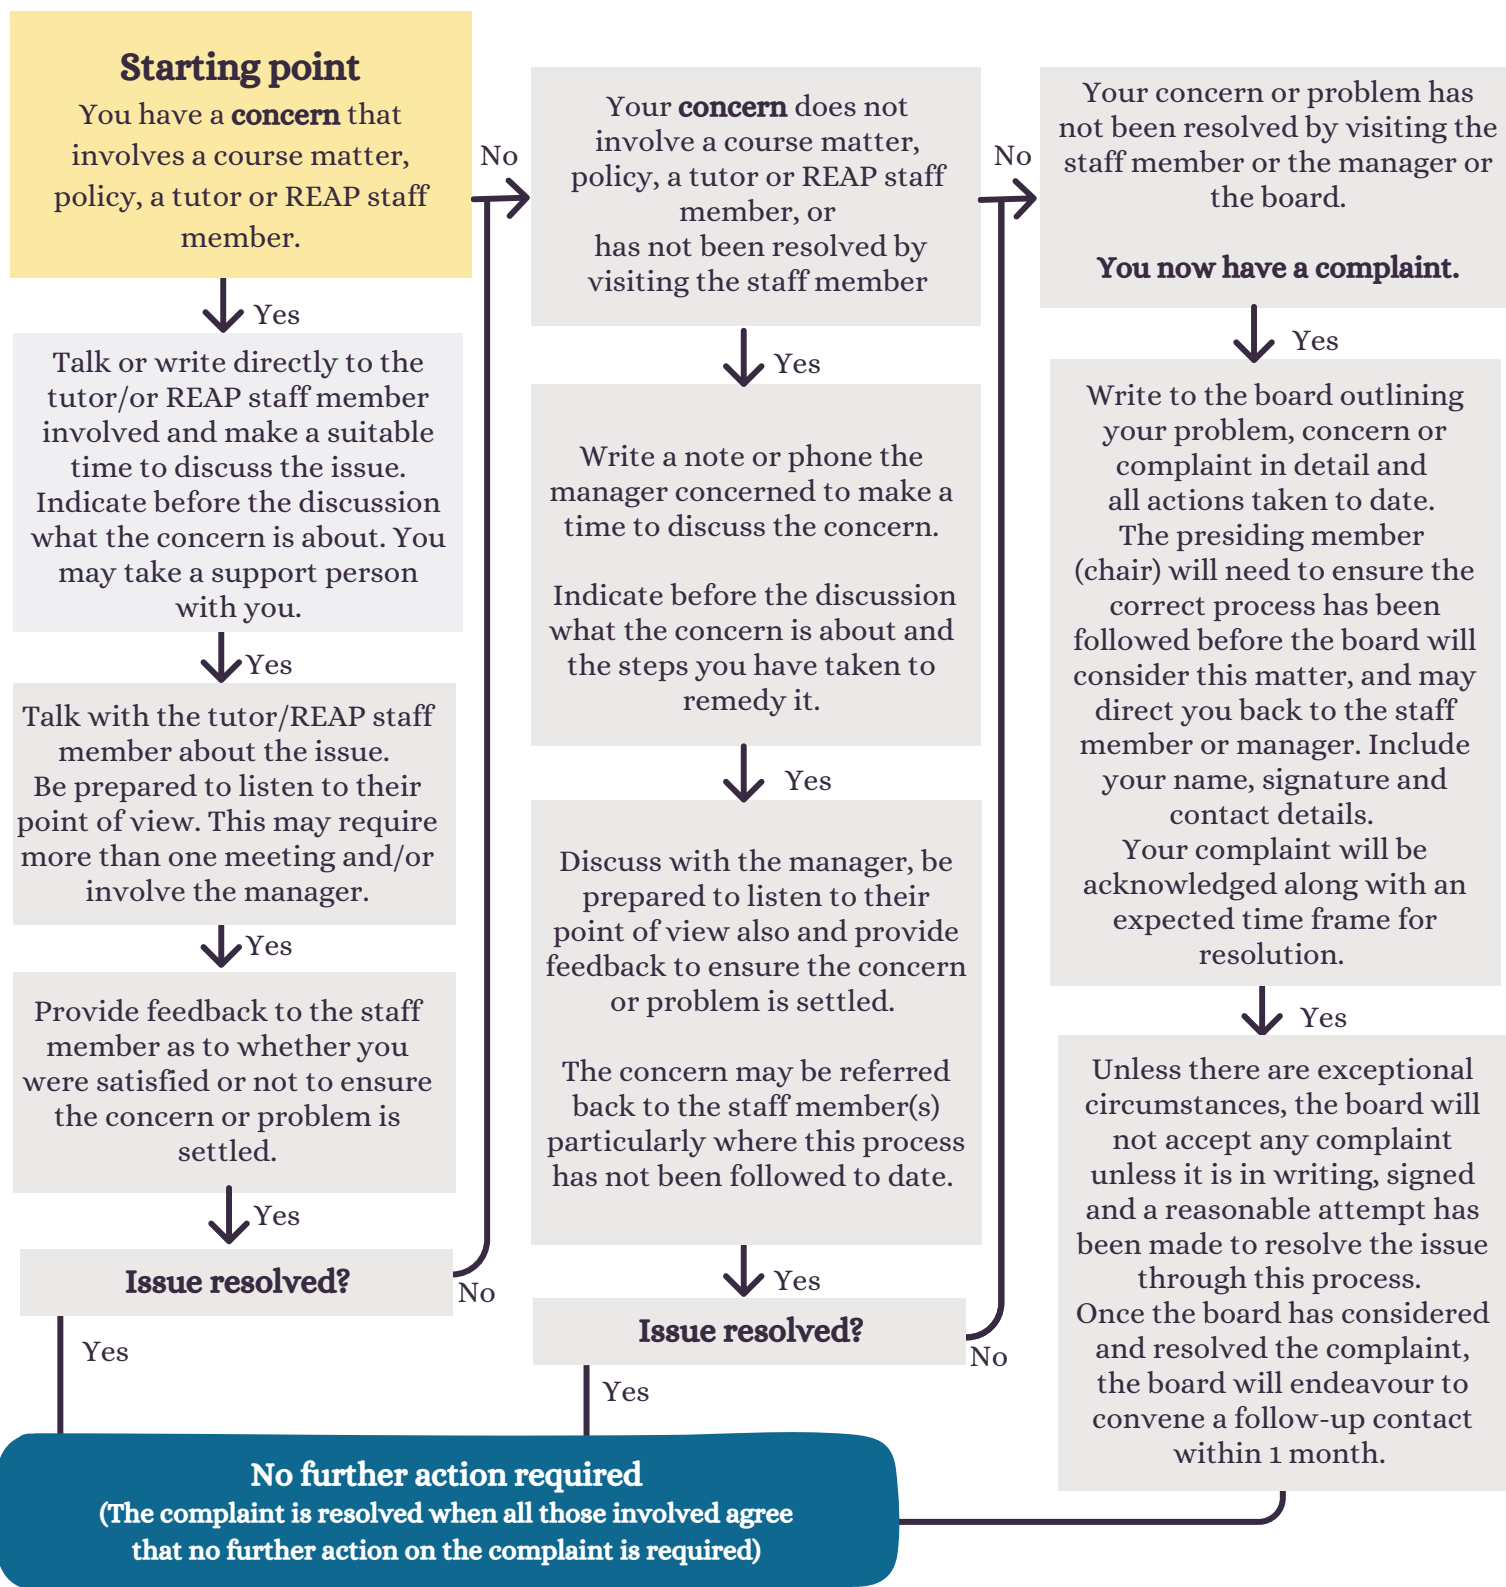 Starting point
You have a concern that
involves a course matter,
policy, a tutor or REAP staff
member.
Yes
Talk or write directly to the
tutor/or REAP staff member
involved and make a suitable
time to discuss the issue.
Indicate before the discussion
what the concern is about. You
may take a support person
with you.
Yes
Talk with the tutor/REAP staff
member about the issue.
Be prepared to listen to their
point of view. This may require
more than one meeting and/or
involve the manager.
Yes
Provide feedback to the staff
member as to whether you
were satisfied or not to ensure
the concern or problem is
settled.
Yes
Issue resolved?
No
Yes
No
Your concern does not
involve a course matter,
policy, a tutor or REAP staff
member, or
has not been resolved by
visiting the staff member
Yes
Write a note or phone the
manager concerned to make a
time to discuss the concern.
Indicate before the discussion
what the concern is about and
the steps you have taken to
remedy it.
Yes
Discuss with the manager, be
prepared to listen to their
point of view also and provide
feedback to ensure the concern
or problem is settled.
The concern may be referred
back to the staff member(s)
particularly where this process
has not been followed to date.
Yes
Issue resolved?
No
Yes
No
Your concern or problem has
not been resolved by visiting the
staff member or the manager or
the board.
You now have a complaint.
Yes
Write to the board outlining
your problem, concern or
complaint in detail and
all actions taken to date.
The presiding member
(chair) will need to ensure the
correct process has been
followed before the board will
consider this matter, and may
direct you back to the staff
member or manager. Include
your name, signature and
contact details.
Your complaint will be
acknowledged along with an
expected time frame for
resolution.
Yes
Unless there are exceptional
circumstances, the board will
not accept any complaint
unless it is in writing, signed
and a reasonable attempt has
been made to resolve the issue
through this process.
Once the board has considered
and resolved the complaint,
the board will endeavour to
convene a follow-up contact
within 1 month.
No further action required
(The complaint is resolved when all those involved agree
that no further action on the complaint is required)